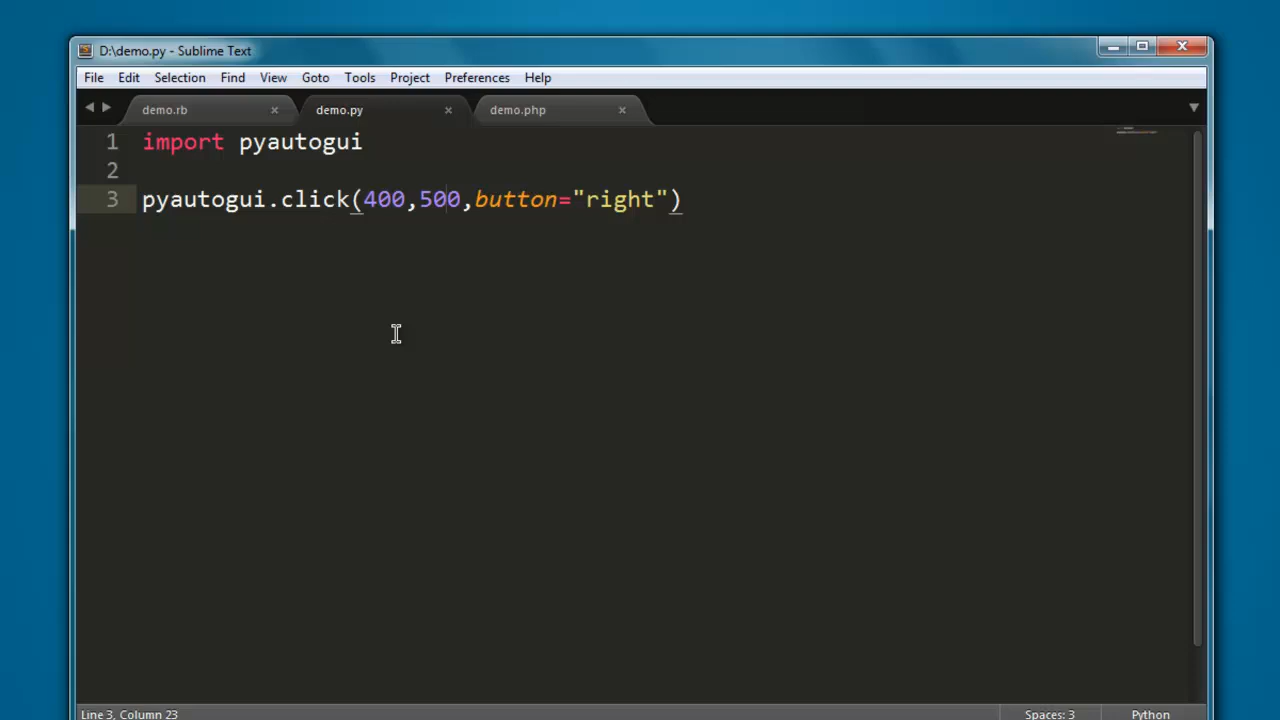 D:\demo.py - Sublime Text
File Edit Selection Find View Goto Tools Project Preferences Help
demo.rb demo.py demo.php
1 import pyautogui
2
3 pyautogui.click(400,500,button="right")
Line 3, Column 23 Spaces: 3 Python